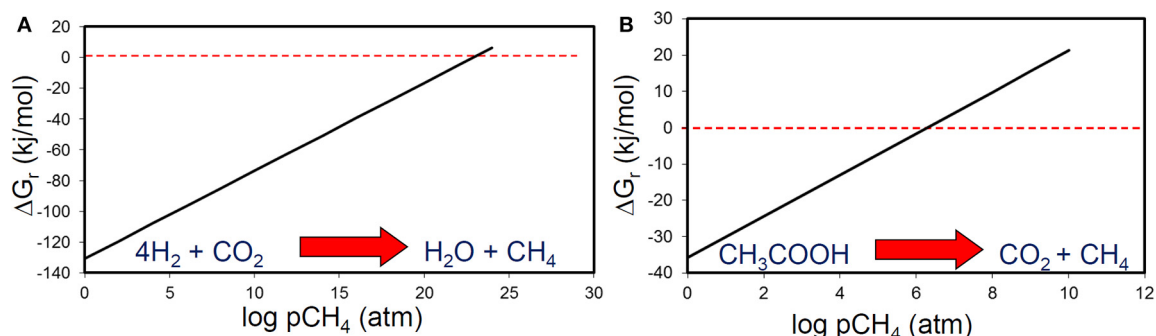 A
20
0
-20
-40
-60
-80
-100
-120
-140
ΔGᵣ (kj/mol)
4H₂ + CO₂ H₂O + CH₄
0 5 10 15 20 25 30
log pCH₄ (atm)
B
30
20
10
0
-10
-20
-30
-40
ΔGᵣ (kj/mol)
CH₃COOH CO₂ + CH₄
0 2 4 6 8 10 12
log pCH₄ (atm)